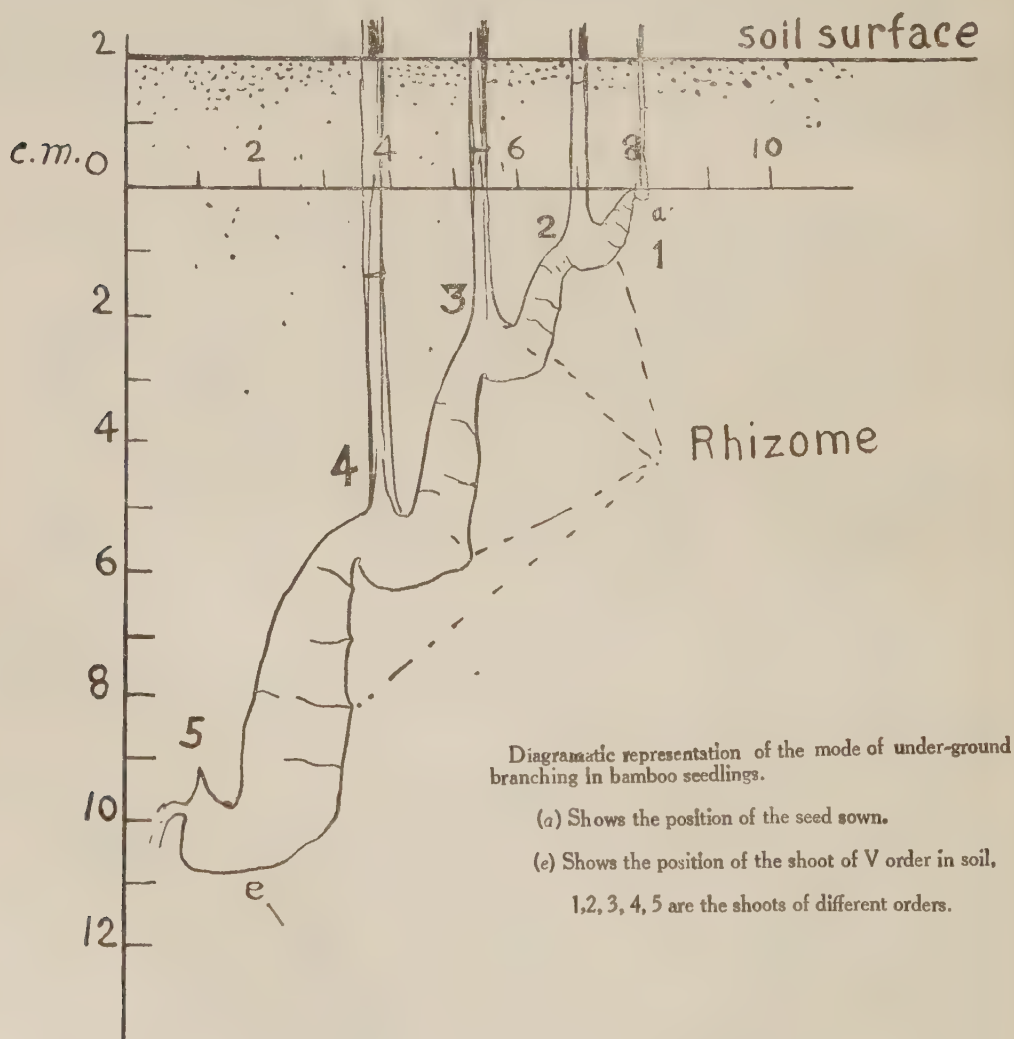 soil surface
2
c.m. 0
2 4 6 8 10
a
2
1
2
3
4
Rhizome
4
6
8
5
Diagramatic representation of the mode of under-ground
branching in bamboo seedlings.
10
(a) Shows the position of the seed sown.
(e) Shows the position of the shoot of V order in soil,
e
1,2, 3, 4, 5 are the shoots of different orders.
12